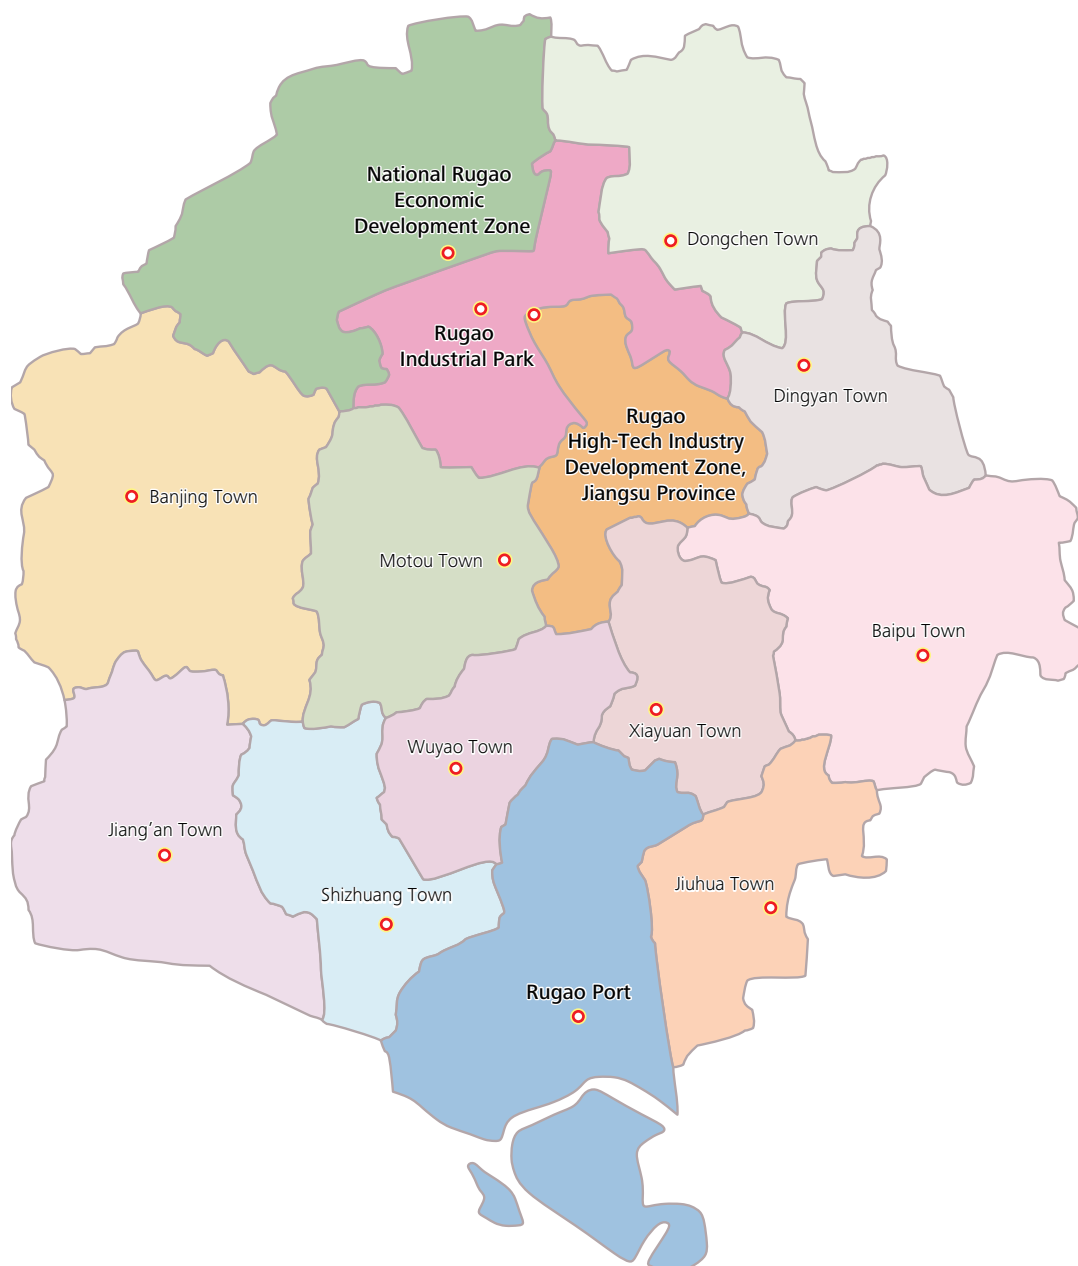 National Rugao
Economic
Development Zone
Dongchen Town
Rugao
Industrial Park
Dingyan Town
Rugao
High-Tech Industry
Development Zone,
Jiangsu Province
Banjing Town
Motou Town
Baipu Town
Xiayuan Town
Wuyao Town
Jiang’an Town
Jiuhua Town
Shizhuang Town
Rugao Port